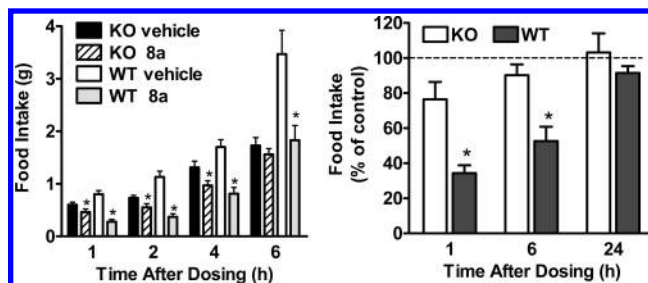 KO vehicle
KO 8a
WT vehicle
WT 8a
Food Intake (g)
4
3
2
1
0
* * * * * * *
1 2 4 6
Time After Dosing (h)
KO WT
Food Intake
(% of control)
120
100
80
60
40
20
0
* *
1 6 24
Time After Dosing (h)